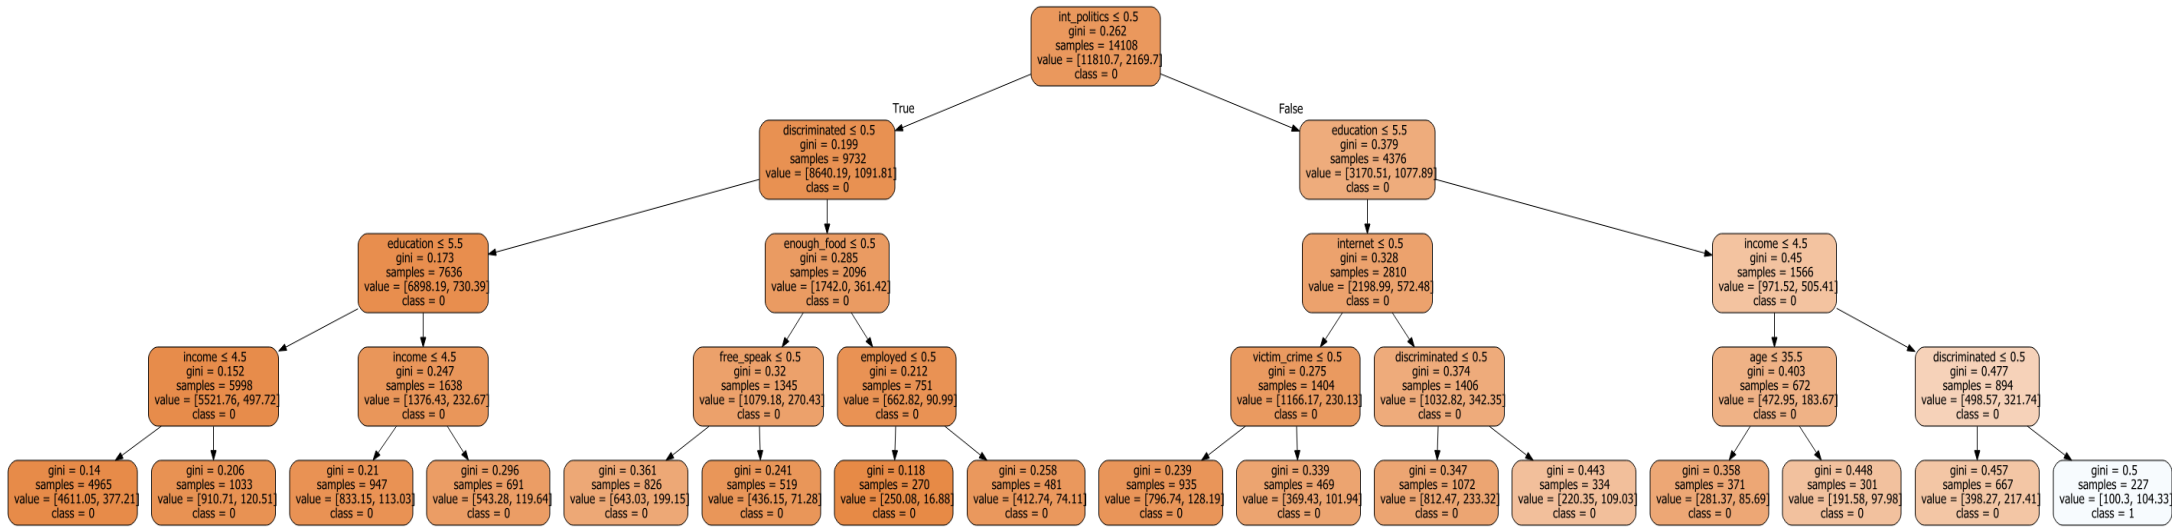 int_politics ≤ 0.5
gini = 0.262
samples = 14108
value = [11810.7, 2169.7]
class = 0
True
False
discriminated ≤ 0.5
gini = 0.199
samples = 9732
value = [8640.19, 1091.81]
class = 0
education ≤ 5.5
gini = 0.379
samples = 4376
value = [3170.51, 1077.89]
class = 0
education ≤ 5.5
gini = 0.173
samples = 7636
value = [6898.19, 730.39]
class = 0
enough_food ≤ 0.5
gini = 0.285
samples = 2096
value = [1742.0, 361.42]
class = 0
internet ≤ 0.5
gini = 0.328
samples = 2810
value = [2198.99, 572.48]
class = 0
income ≤ 4.5
gini = 0.45
samples = 1566
value = [971.52, 505.41]
class = 0
income ≤ 4.5
gini = 0.152
samples = 5998
value = [5521.76, 497.72]
class = 0
income ≤ 4.5
gini = 0.247
samples = 1638
value = [1376.43, 232.67]
class = 0
free_speak ≤ 0.5
gini = 0.32
samples = 1345
value = [1079.18, 270.43]
class = 0
employed ≤ 0.5
gini = 0.212
samples = 751
value = [662.82, 90.99]
class = 0
victim_crime ≤ 0.5
gini = 0.275
samples = 1404
value = [1166.17, 230.13]
class = 0
discriminated ≤ 0.5
gini = 0.374
samples = 1406
value = [1032.82, 342.35]
class = 0
age ≤ 35.5
gini = 0.403
samples = 672
value = [472.95, 183.67]
class = 0
discriminated ≤ 0.5
gini = 0.477
samples = 894
value = [498.57, 321.74]
class = 0
gini = 0.14
samples = 4965
value = [4611.05, 377.21]
class = 0
gini = 0.206
samples = 1033
value = [910.71, 120.51]
class = 0
gini = 0.21
samples = 947
value = [833.15, 113.03]
class = 0
gini = 0.296
samples = 691
value = [543.28, 119.64]
class = 0
gini = 0.361
samples = 826
value = [643.03, 199.15]
class = 0
gini = 0.241
samples = 519
value = [436.15, 71.28]
class = 0
gini = 0.118
samples = 270
value = [250.08, 16.88]
class = 0
gini = 0.258
samples = 481
value = [412.74, 74.11]
class = 0
gini = 0.239
samples = 935
value = [796.74, 128.19]
class = 0
gini = 0.339
samples = 469
value = [369.43, 101.94]
class = 0
gini = 0.347
samples = 1072
value = [812.47, 233.32]
class = 0
gini = 0.443
samples = 334
value = [220.35, 109.03]
class = 0
gini = 0.358
samples = 371
value = [281.37, 85.69]
class = 0
gini = 0.448
samples = 301
value = [191.58, 97.98]
class = 0
gini = 0.457
samples = 667
value = [398.27, 217.41]
class = 0
gini = 0.5
samples = 227
value = [100.3, 104.33]
class = 1